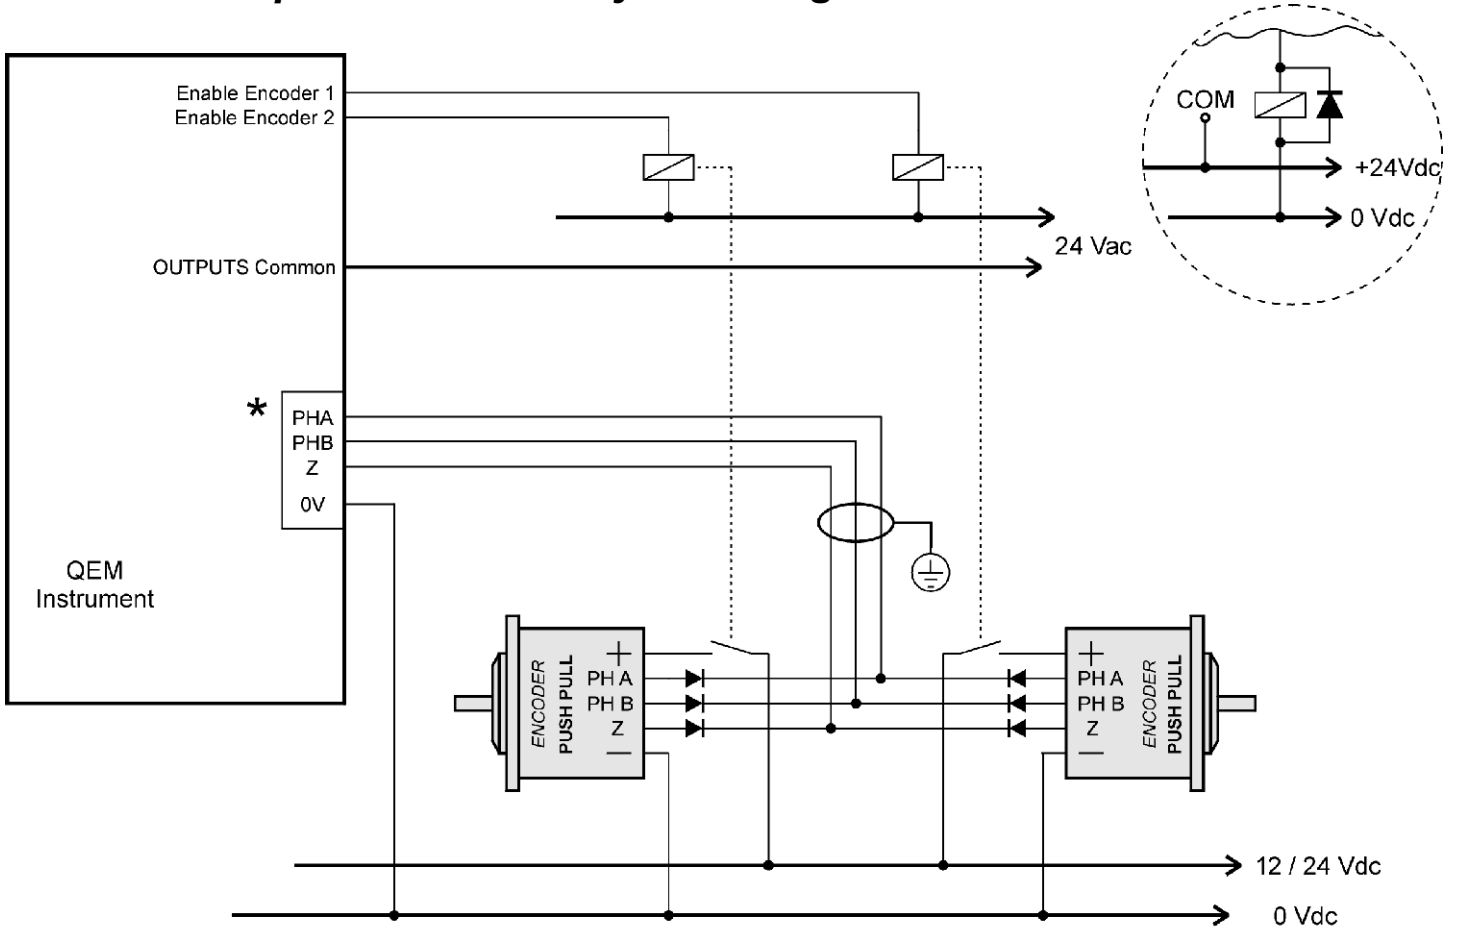 Enable Encoder 1
Enable Encoder 2
COM
+24Vdc
0 Vdc
24 Vac
OUTPUTS Common
*
PHA
PHB
Z
0V
QEM
Instrument
ENCODER
PUSH PULL
+
PH A
PH B
Z
—
+
PH A
PH B
Z
—
ENCODER
PUSH PULL
12 / 24 Vdc
0 Vdc